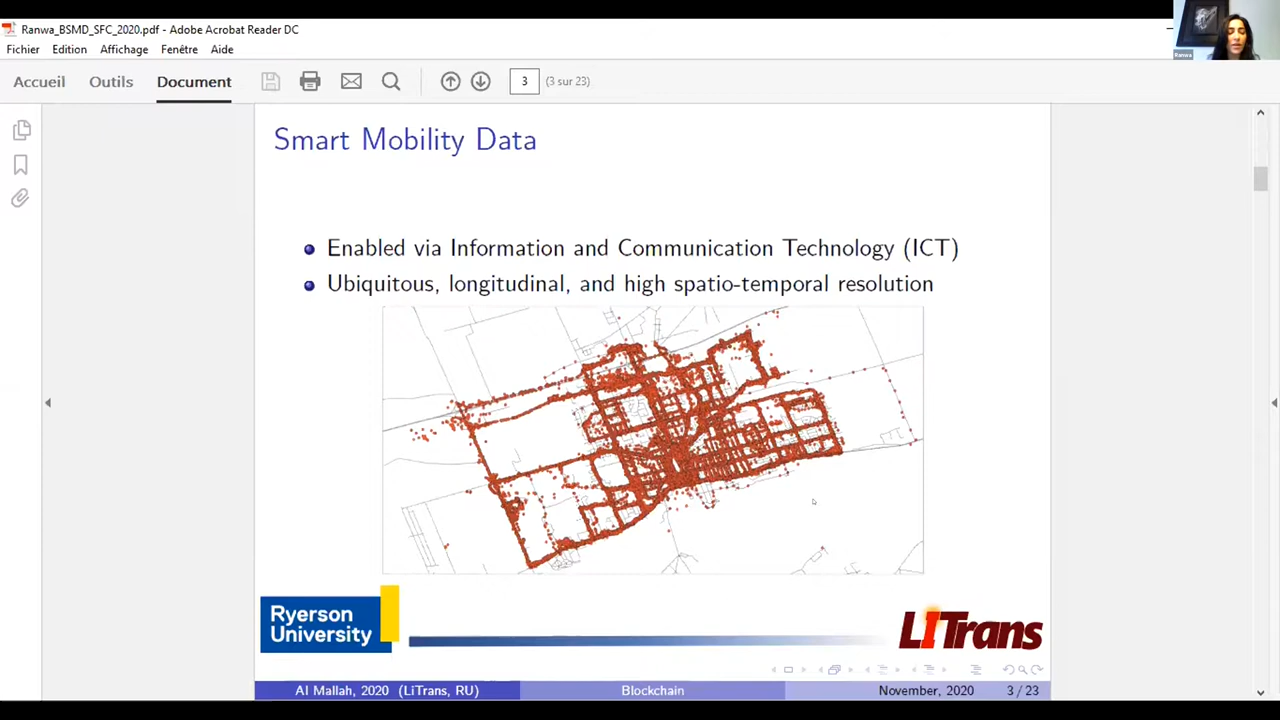 Ranwa_BSMD_SFC_2020.pdf - Adobe Acrobat Reader DC
Fichier Edition Affichage Fenêtre Aide
Accueil Outils Document 3 (3 sur 23)
Ranwa
Smart Mobility Data
Enabled via Information and Communication Technology (ICT)
Ubiquitous, longitudinal, and high spatio-temporal resolution
Ryerson
University
LiTrans
Al Mallah, 2020 (LiTrans, RU) Blockchain November, 2020 3 / 23